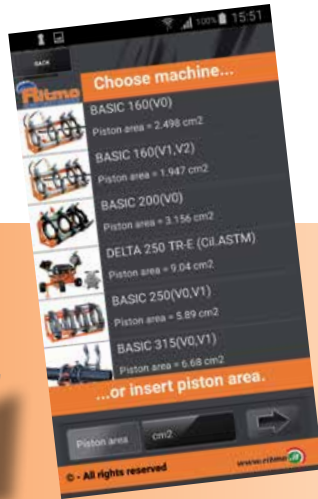 100% 15:51
BACK
Ritmo
Choose machine...
BASIC 160(V0)
Piston area = 2.498 cm2
BASIC 160(V1,V2)
Piston area = 1.947 cm2
BASIC 200(V0)
Piston area = 3.156 cm2
DELTA 250 TR-E (Cil.ASTM)
Piston area = 9.04 cm2
BASIC 250(V0,V1)
Piston area = 5.89 cm2
BASIC 315(V0,V1)
Piston area = 6.68 cm2
...or insert piston area.
Piston area cm2
© - All rights reserved www.ritmo.it